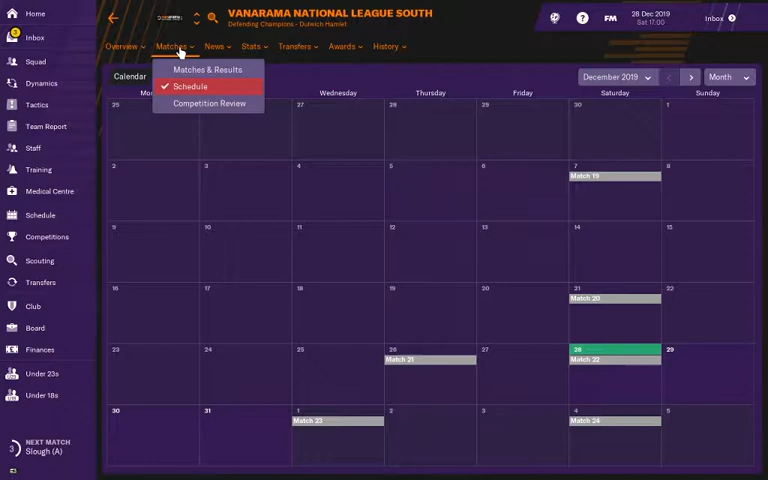 Home
VANARAMA NATIONAL LEAGUE SOUTH
Defending Champions - Dulwich Hamlet
FM
28 Dec 2019
Sat 17:00
Inbox
Inbox
Overview
Matches
News
Stats
Transfers
Awards
History
Squad
Dynamics
Tactics
Team Report
Staff
Training
Medical Centre
Schedule
Competitions
Scouting
Transfers
Club
Board
Finances
Under 23s
Under 18s
NEXT MATCH
3
Slough (A)
Matches & Results
Schedule
Competition Review
Calendar
December 2019
Month
Wednesday
Thursday
Friday
Saturday
Sunday
25 27 28 29 30 1
2 3 4 5 6 7 8
Match 19
9 10 11 12 13 14 15
16 17 18 19 20 21 22
Match 20
23 24 25 26 27 28 29
Match 21
Match 22
30 31 1 2 3 4 5
Match 23
Match 24